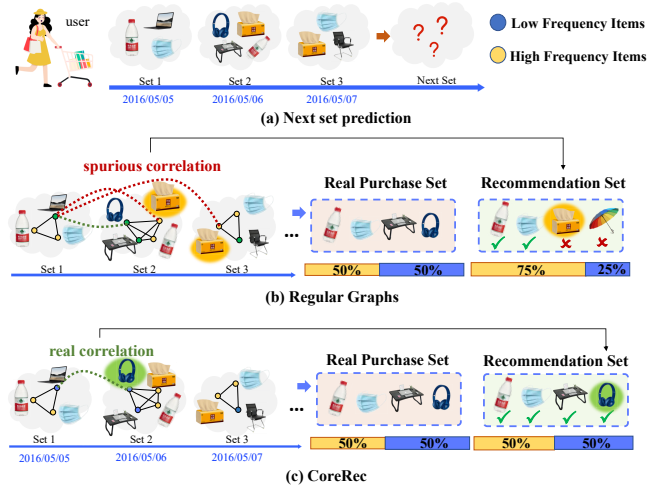 user
Low Frequency Items
High Frequency Items
Set 1
Set 2
Set 3
Next Set
2016/05/05
2016/05/06
2016/05/07
? ? ?
(a) Next set prediction
spurious correlation
Real Purchase Set
Recommendation Set
...
✓ ✓ ✗ ✗
Set 1
Set 2
Set 3
50%
50%
75%
25%
(b) Regular Graphs
real correlation
Real Purchase Set
Recommendation Set
...
✓ ✓ ✓ ✓
Set 1
Set 2
Set 3
2016/05/05
2016/05/06
2016/05/07
50%
50%
50%
50%
(c) CoreRec